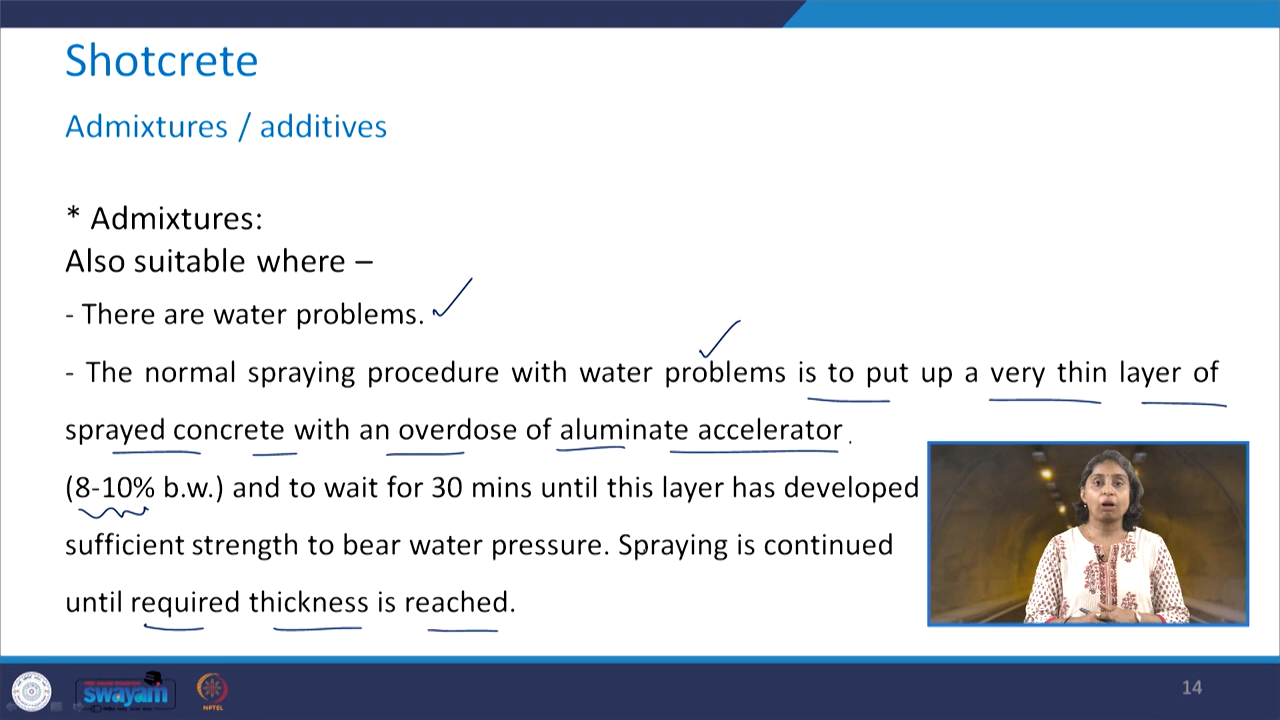 Shotcrete
Admixtures / additives
* Admixtures:
Also suitable where –
- There are water problems.
- The normal spraying procedure with water problems is to put up a very thin layer of
sprayed concrete with an overdose of aluminate accelerator
(8-10% b.w.) and to wait for 30 mins until this layer has developed
sufficient strength to bear water pressure. Spraying is continued
until required thickness is reached.
swayam
NPTEL
14